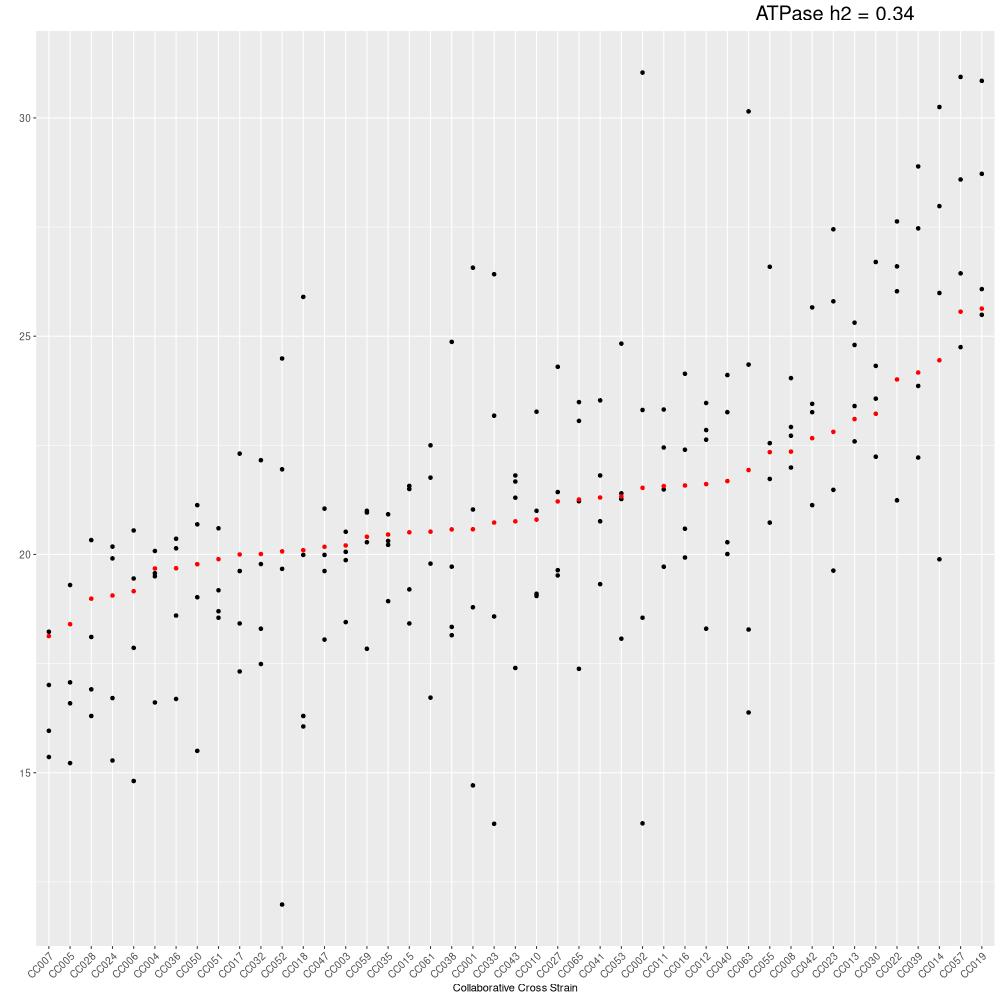 ATPase h2 = 0.34
30
25
20
15
CC007 CC005 CC028 CC024 CC006 CC004 CC036 CC050 CC051 CC017 CC032 CC052 CC018 CC047 CC003 CC059 CC035 CC015 CC061 CC038 CC001 CC033 CC043 CC010 CC027 CC065 CC041 CC053 CC002 CC011 CC016 CC012 CC040 CC063 CC055 CC008 CC042 CC023 CC013 CC030 CC022 CC039 CC014 CC057 CC019
Collaborative Cross Strain